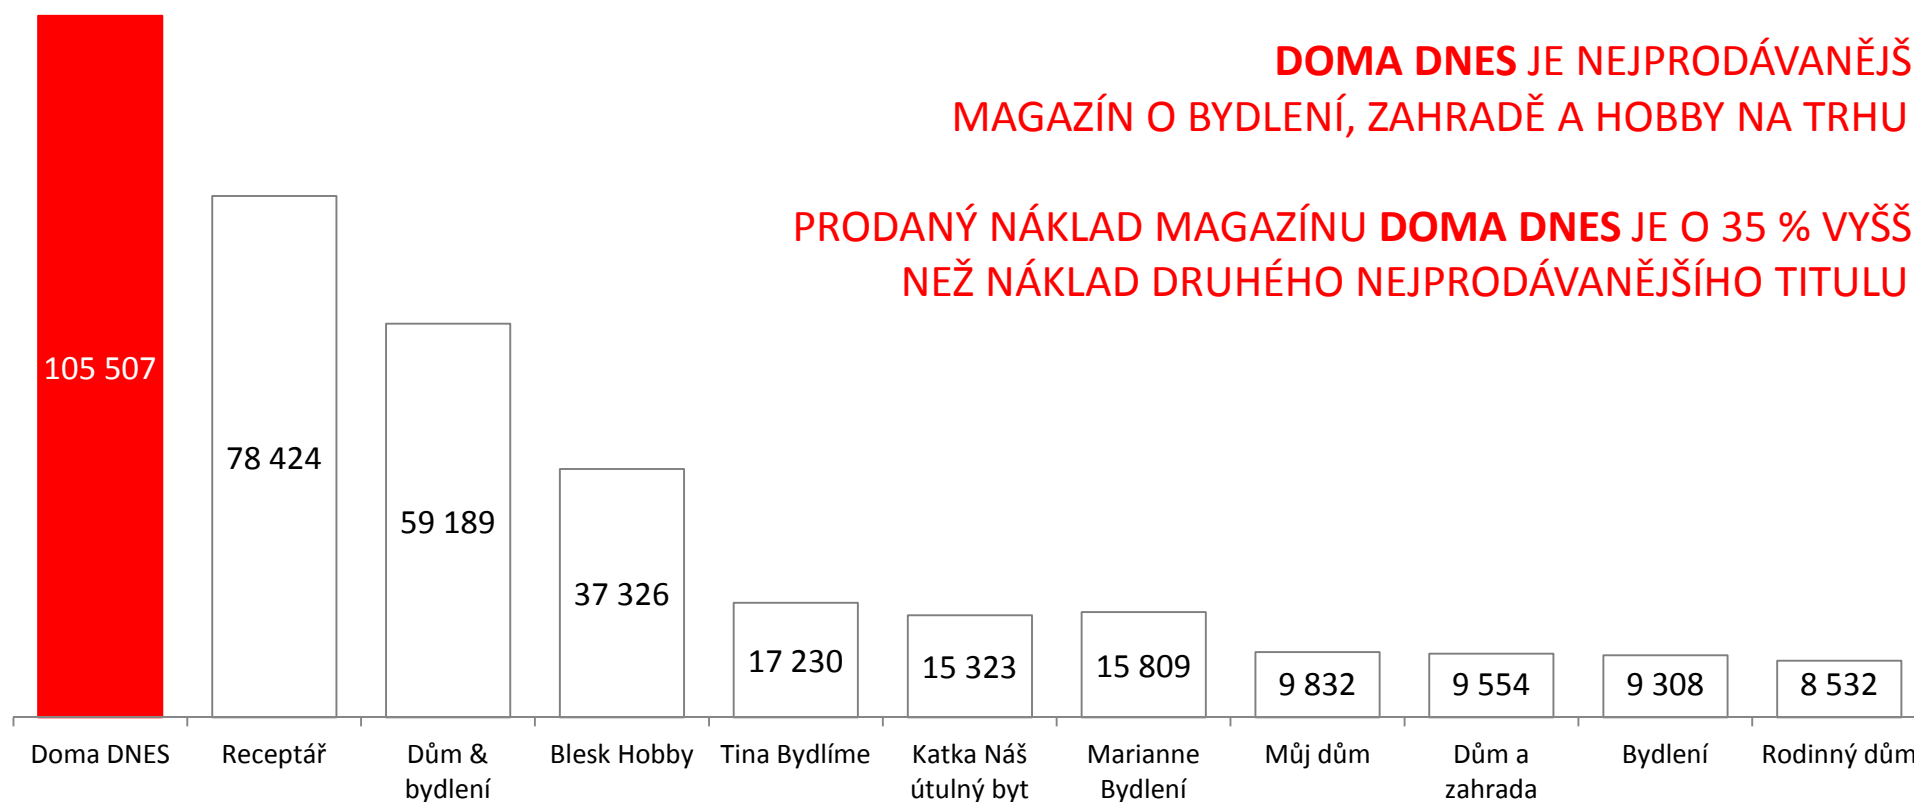 DOMA DNES JE NEJPRODÁVANĚJŠ
MAGAZÍN O BYDLENÍ, ZAHRADĚ A HOBBY NA TRHU
PRODANÝ NÁKLAD MAGAZÍNU DOMA DNES JE O 35 % VYŠŠ
NEŽ NÁKLAD DRUHÉHO NEJPRODÁVANĚJŠÍHO TITULU
105 507
78 424
59 189
37 326
17 230
15 323
15 809
9 832
9 554
9 308
8 532
Doma DNES
Receptář
Dům &
bydlení
Blesk Hobby
Tina Bydlíme
Katka Náš
útulný byt
Marianne
Bydlení
Můj dům
Dům a
zahrada
Bydlení
Rodinný dům